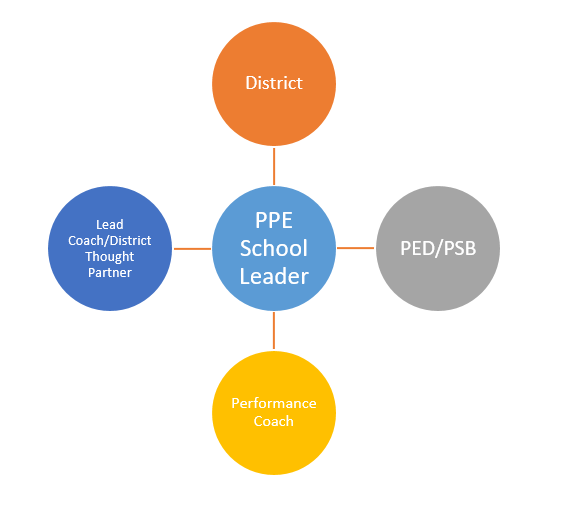 District
Lead
Coach/District
Thought
Partner
PPE
School
Leader
PED/PSB
Performance
Coach